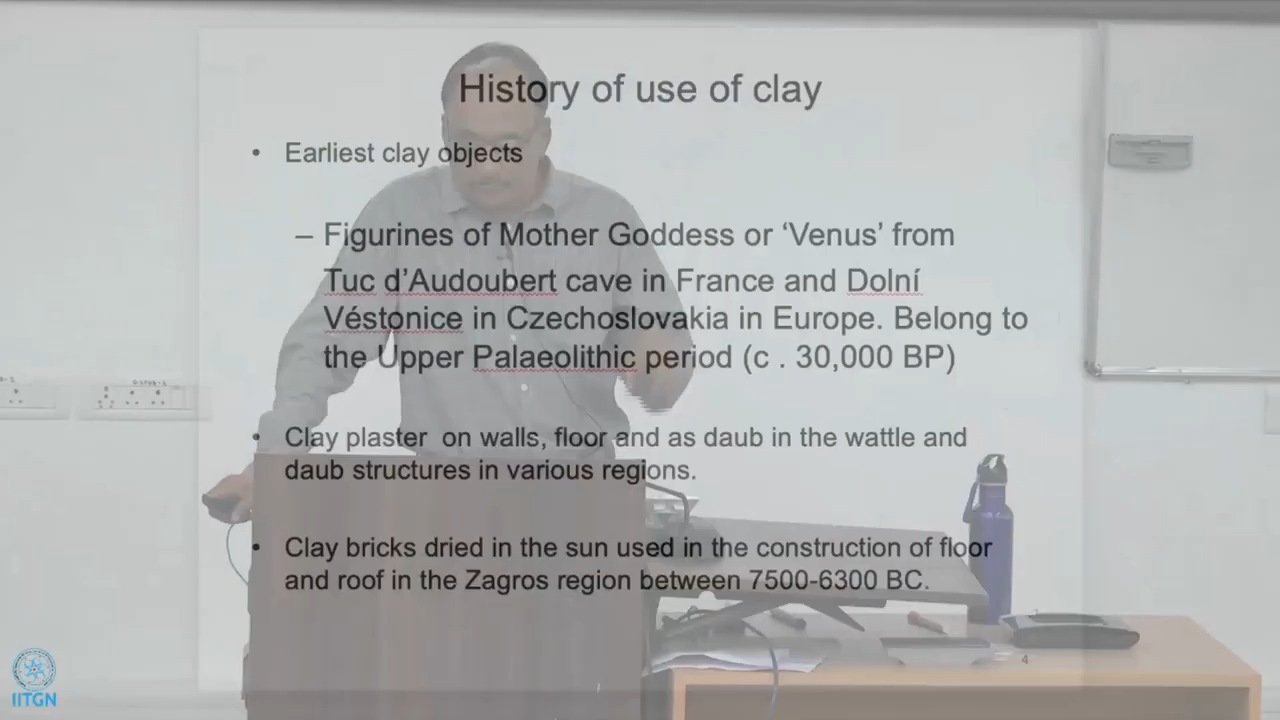 History of use of clay
• Earliest clay objects
– Figurines of Mother Goddess or ‘Venus’ from
Tuc d’Audoubert cave in France and Dolní
Véstonice in Czechoslovakia in Europe. Belong to
the Upper Palaeolithic period (c . 30,000 BP)
• Clay plaster on walls, floor and as daub in the wattle and
daub structures in various regions.
• Clay bricks dried in the sun used in the construction of floor
and roof in the Zagros region between 7500-6300 BC.
4
IITGN